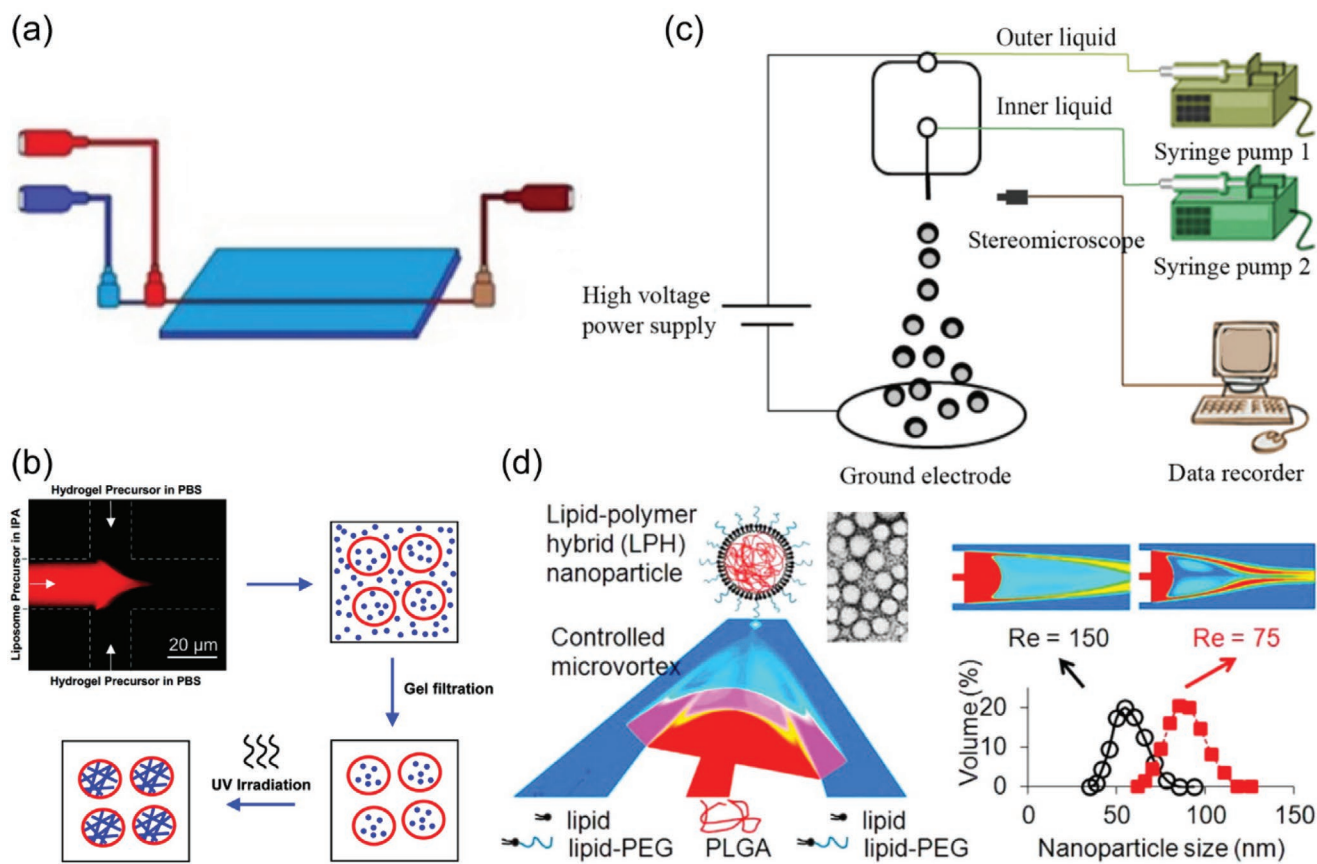 (a)
(c)
Outer liquid
Inner liquid
Syringe pump 1
Stereomicroscope
Syringe pump 2
High voltage
power supply
Ground electrode
Data recorder
(b)
Hydrogel Precursor in PBS
Liposome Precursor in IPA
20 μm
Hydrogel Precursor in PBS
Gel filtration
UV Irradiation
(d)
Lipid-polymer
hybrid (LPH)
nanoparticle
Controlled
microvortex
lipid
lipid-PEG
PLGA
lipid
lipid-PEG
Re = 150
Re = 75
Volume (%)
20
10
0
0
50
100
150
Nanoparticle size (nm)